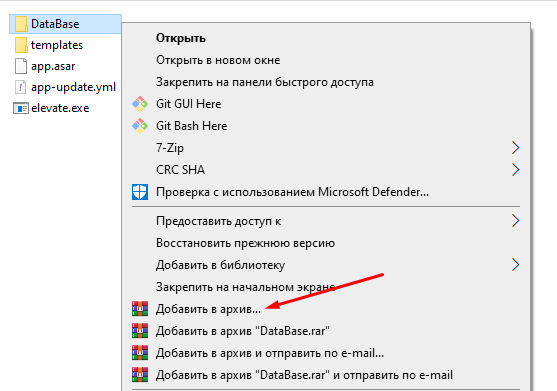 DataBase
templates
app.asar
app-update.yml
elevate.exe
Открыть
Открыть в новом окне
Закрепить на панели быстрого доступа
Git GUI Here
Git Bash Here
7-Zip
CRC SHA
Проверка с использованием Microsoft Defender...
Предоставить доступ к
Восстановить прежнюю версию
Добавить в библиотеку
Закрепить на начальном экране
Добавить в архив...
Добавить в архив "DataBase.rar"
Добавить в архив и отправить по e-mail...
Добавить в архив "DataBase.rar" и отправить по e-mail